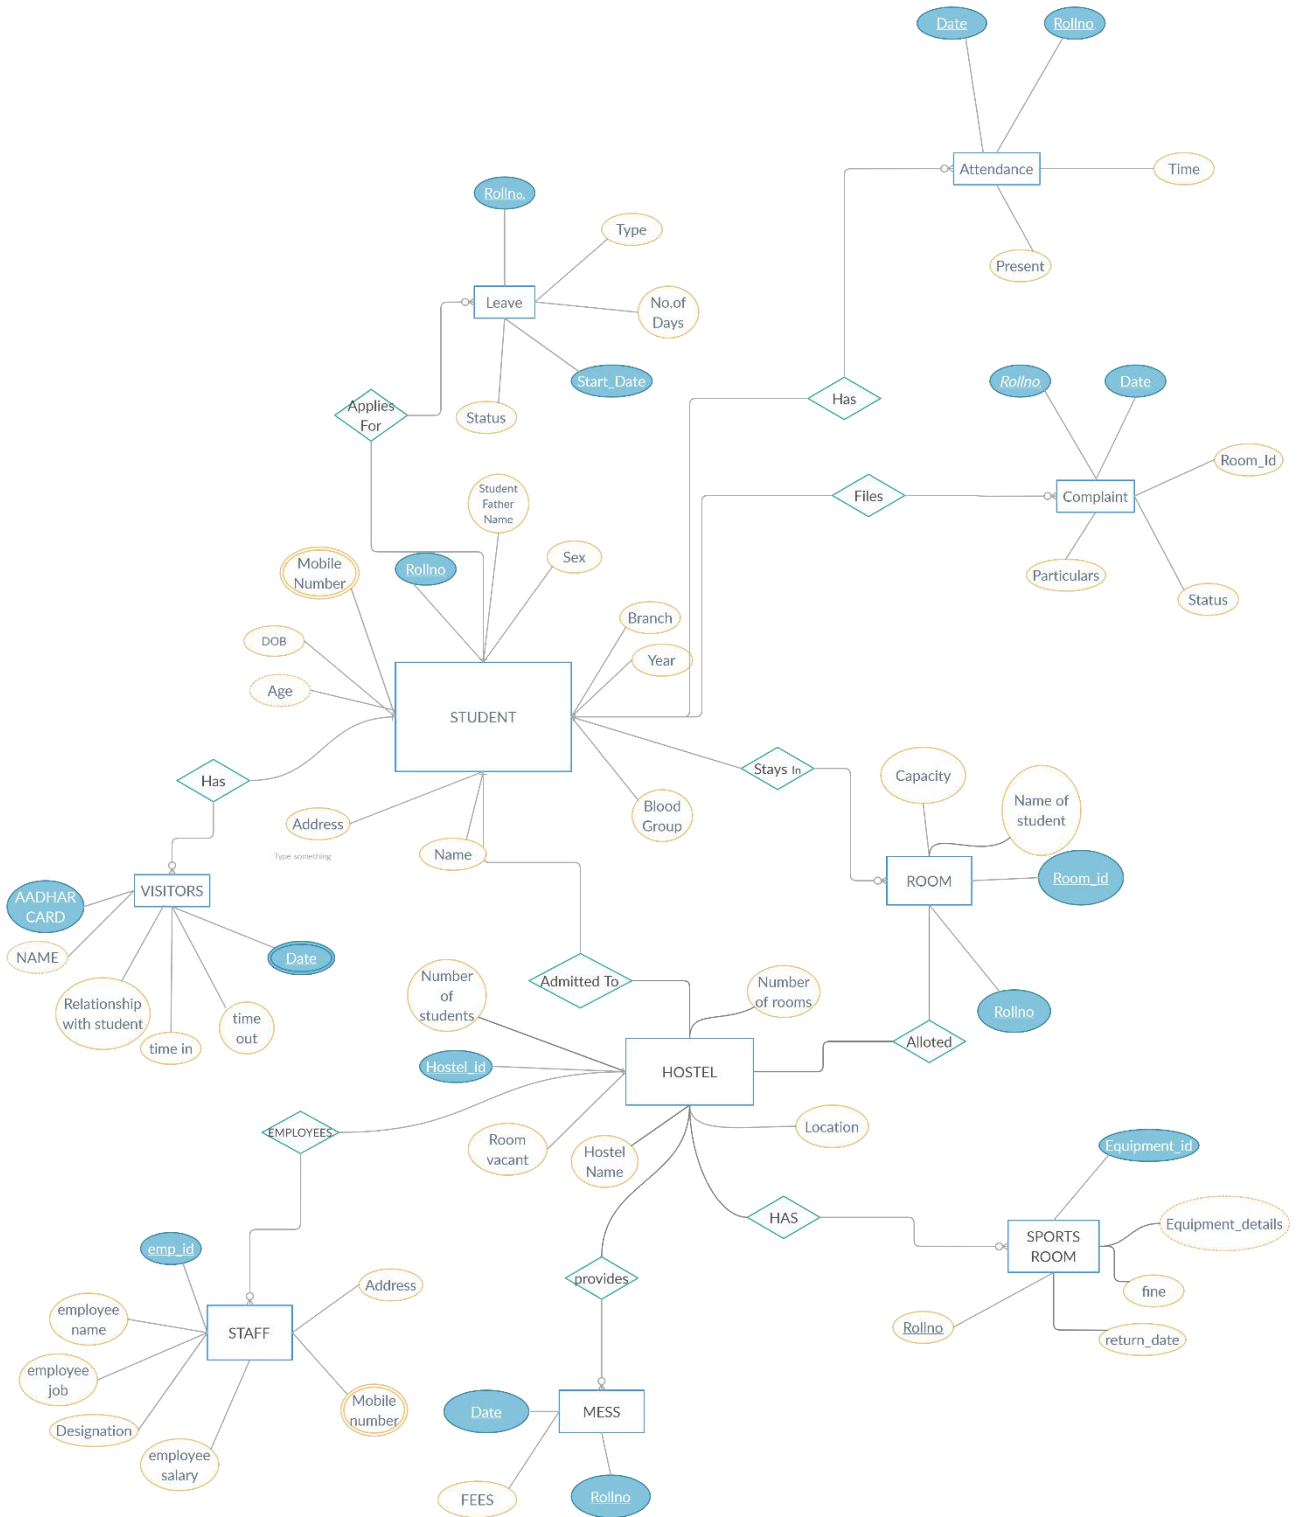 Date
Rollno
Attendance
Time
Present
Rollno.
Type
Leave
No.of
Days
Start_Date
Status
Applies
For
Has
Rollno
Date
Room_Id
Files
Complaint
Particulars
Status
Student
Father
Name
Mobile
Number
Rollno
Sex
Branch
DOB
Year
Age
STUDENT
Has
Stays In
Capacity
Name of
student
Blood
Group
Address
Name
Type something
VISITORS
ROOM
Room_id
AADHAR
CARD
NAME
Date
Relationship
with student
time in
time
out
Number
of
students
Admitted To
Number
of rooms
Rollno
Alloted
Hostel_id
HOSTEL
EMPLOYEES
Room
vacant
Hostel
Name
Location
Equipment_id
HAS
SPORTS
ROOM
Equipment_details
fine
Rollno
return_date
emp_id
provides
Address
employee
name
STAFF
employee
job
Designation
employee
salary
Mobile
number
Date
MESS
FEES
Rollno